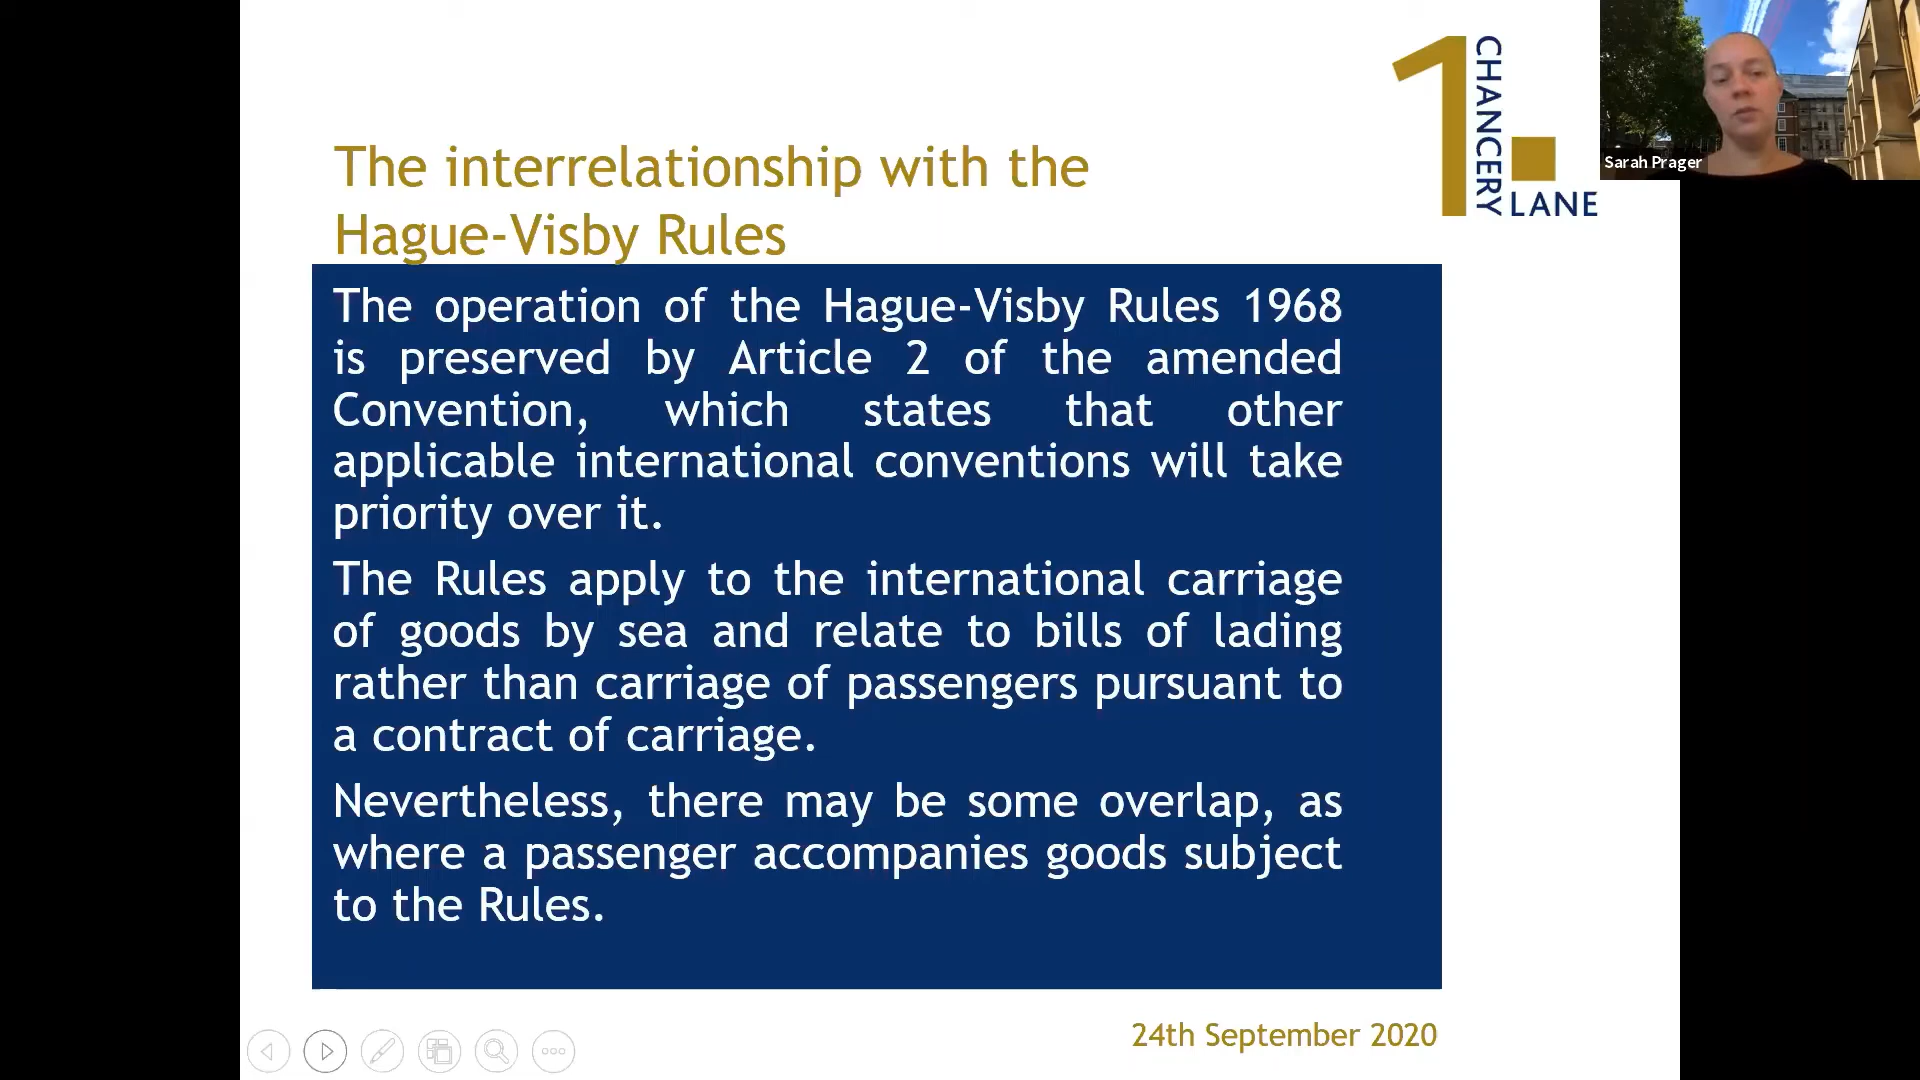 1 CHANCERY LANE
Sarah Prager
The interrelationship with the
Hague-Visby Rules
The operation of the Hague-Visby Rules 1968
is preserved by Article 2 of the amended
Convention, which states that other
applicable international conventions will take
priority over it.
The Rules apply to the international carriage
of goods by sea and relate to bills of lading
rather than carriage of passengers pursuant to
a contract of carriage.
Nevertheless, there may be some overlap, as
where a passenger accompanies goods subject
to the Rules.
24th September 2020